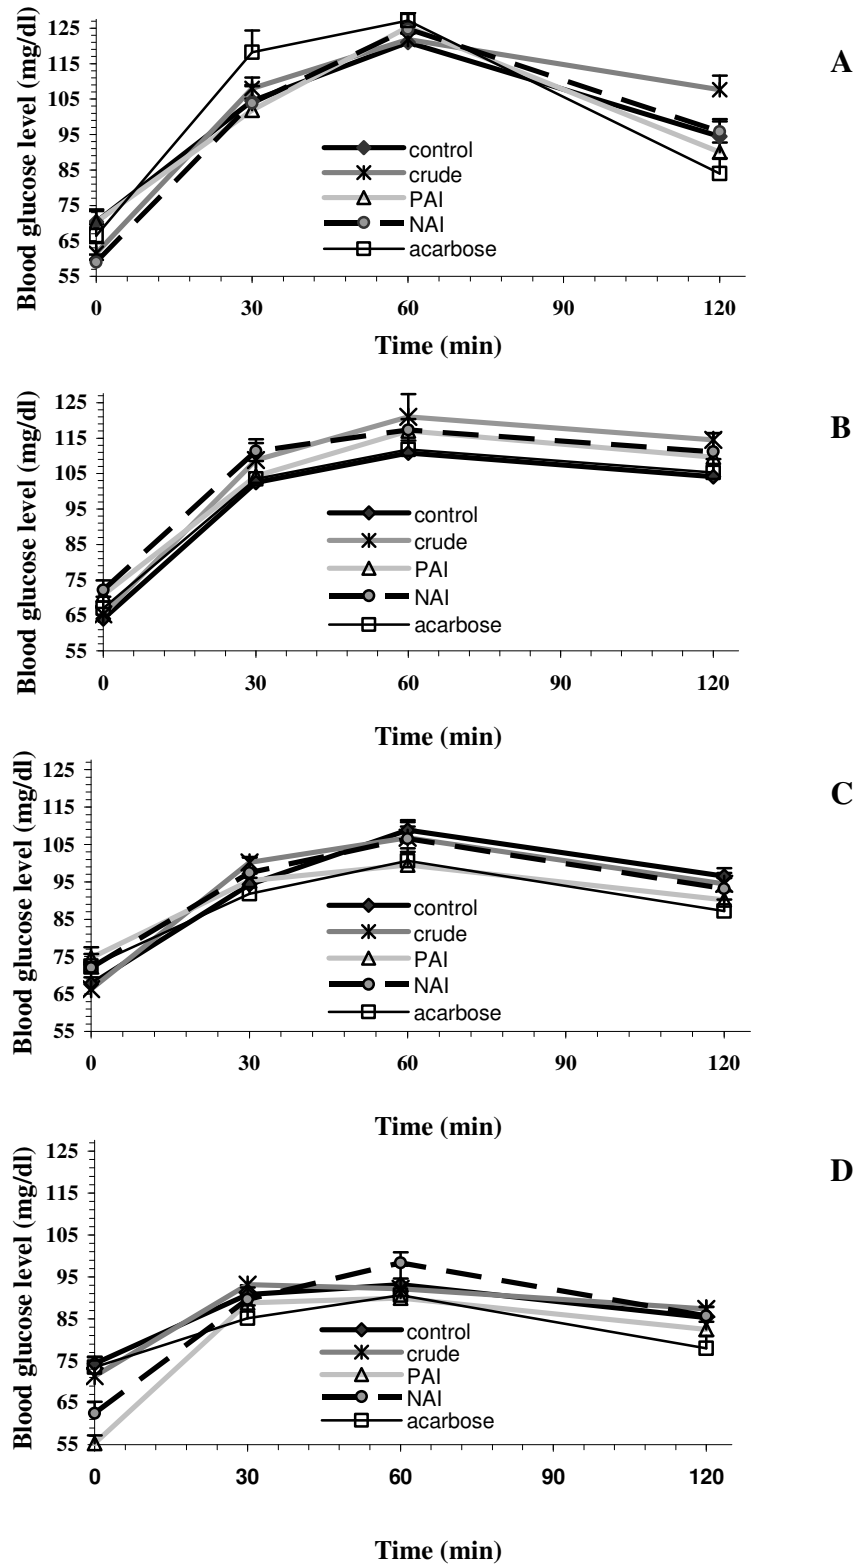 Blood glucose level (mg/dl)
125
115
105
95
85
75
65
55
control
crude
PAI
NAI
acarbose
0 30 60 90 120
Time (min)
A
Blood glucose level (mg/dl)
125
115
105
95
85
75
65
55
control
crude
PAI
NAI
acarbose
0 30 60 90 120
Time (min)
B
Blood glucose level (mg/dl)
125
115
105
95
85
75
65
55
control
crude
PAI
NAI
acarbose
0 30 60 90 120
Time (min)
C
Blood glucose level (mg/dl)
125
115
105
95
85
75
65
55
control
crude
PAI
NAI
acarbose
0 30 60 90 120
Time (min)
D